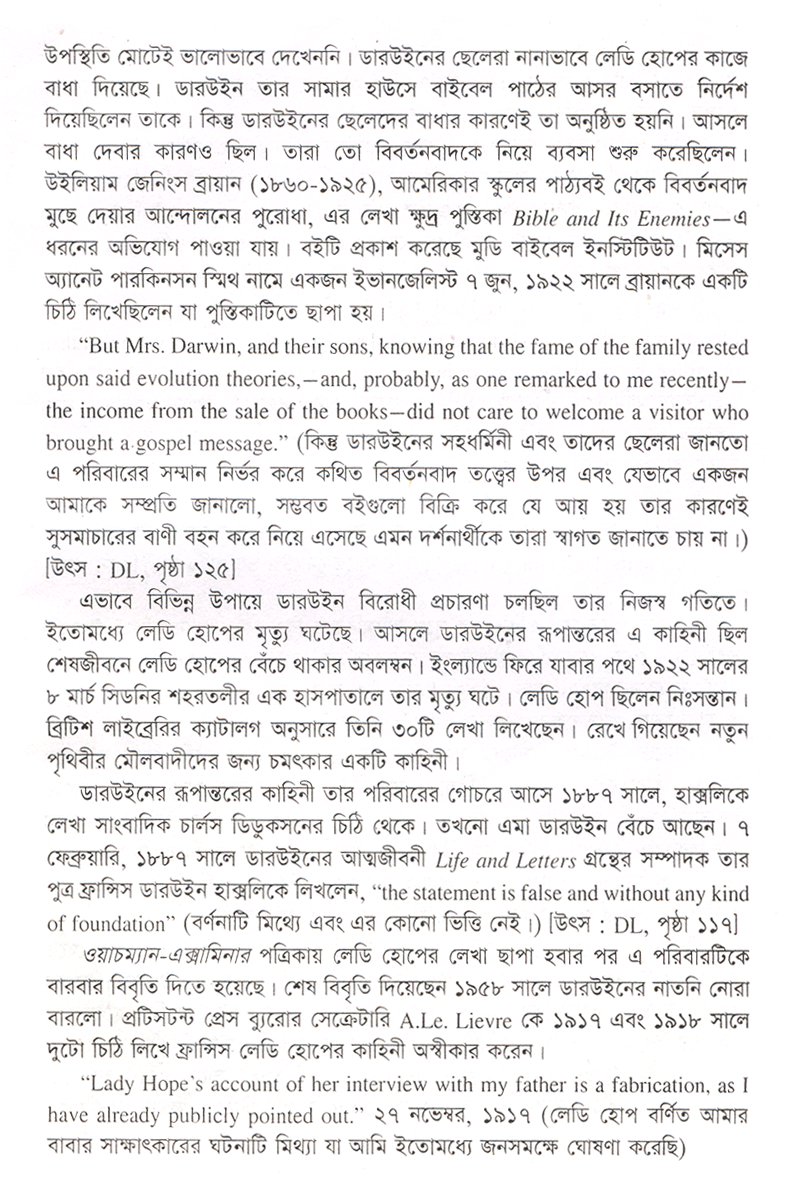 উপস্থিতি মোটেই ভালোভাবে দেখেননি। ডারউইনের ছেলেরা নানাভাবে লেডি হোপের কাজে
বাধা দিয়েছে। ডারউইন তার সামার হাউসে বাইবেল পাঠের আসর বসাতে নির্দেশ
দিয়েছিলেন তাকে। কিন্তু ডারউইনের ছেলেদের বাধার কারণেই তা অনুষ্ঠিত হয়নি। আসলে
বাধা দেবার কারণও ছিল। তারা তো বিবর্তনবাদকে নিয়ে ব্যবসা শুরু করেছিলেন।
উইলিয়াম জেনিংস ব্রায়ান (১৮৬০-১৯২৫), আমেরিকার স্কুলের পাঠ্যবই থেকে বিবর্তনবাদ
মুছে দেয়ার আন্দোলনের পুরোধা, এর লেখা ক্ষুদ্র পুস্তিকা Bible and Its Enemies—এ
ধরনের অভিযোগ পাওয়া যায়। বইটি প্রকাশ করেছে মুডি বাইবেল ইনস্টিটিউট। মিসেস
অ্যানেট পারকিনসন স্মিথ নামে একজন ইভানজেলিস্ট ৭ জুন, ১৯২২ সালে ব্রায়ানকে একটি
চিঠি লিখেছিলেন যা পুস্তিকাটিতে ছাপা হয়।
“But Mrs. Darwin, and their sons, knowing that the fame of the family rested
upon said evolution theories,—and, probably, as one remarked to me recently—
the income from the sale of the books—did not care to welcome a visitor who
brought a gospel message.” (কিন্তু ডারউইনের সহধর্মিনী এবং তাদের ছেলেরা জানতো
এ পরিবারের সম্মান নির্ভর করে কথিত বিবর্তনবাদ তত্ত্বের উপর এবং যেভাবে একজন
আমাকে সম্প্রতি জানালো, সম্ভবত বইগুলো বিক্রি করে যে আয় হয় তার কারণেই
সুসমাচারের বাণী বহন করে নিয়ে এসেছে এমন দর্শনার্থীকে তারা স্বাগত জানাতে চায় না।)
[উৎস : DL, পৃষ্ঠা ১২৫]
এভাবে বিভিন্ন উপায়ে ডারউইন বিরোধী প্রচারণা চলছিল তার নিজস্ব গতিতে।
ইতোমধ্যে লেডি হোপের মৃত্যু ঘটেছে। আসলে ডারউইনের রূপান্তরের এ কাহিনী ছিল
শেষজীবনে লেডি হোপের বেঁচে থাকার অবলম্বন। ইংল্যান্ডে ফিরে যাবার পথে ১৯২২ সালের
৮ মার্চ সিডনির শহরতলীর এক হাসপাতালে তার মৃত্যু ঘটে। লেডি হোপ ছিলেন নিঃসন্তান।
ব্রিটিশ লাইব্রেরির ক্যাটালগ অনুসারে তিনি ৩০টি লেখা লিখেছেন। রেখে গিয়েছেন নতুন
পৃথিবীর মৌলবাদীদের জন্য চমৎকার একটি কাহিনী।
ডারউইনের রূপান্তরের কাহিনী তার পরিবারের গোচরে আসে ১৮৮৭ সালে, হাক্সলিকে
লেখা সাংবাদিক চার্লস ডিড্রকসনের চিঠি থেকে। তখনো এমা ডারউইন বেঁচে আছেন। ৭
ফেব্রুয়ারি, ১৮৮৭ সালে ডারউইনের আত্মজীবনী Life and Letters গ্রন্থের সম্পাদক তার
পুত্র ফ্রান্সিস ডারউইন হাক্সলিকে লিখলেন, “the statement is false and without any kind
of foundation” (বর্ণনাটি মিথ্যে এবং এর কোনো ভিত্তি নেই।) [উৎস : DL, পৃষ্ঠা ১১৭]
ওয়াচম্যান-এক্সামিনার পত্রিকায় লেডি হোপের লেখা ছাপা হবার পর এ পরিবারটিকে
বারবার বিবৃতি দিতে হয়েছে। শেষ বিবৃতি দিয়েছেন ১৯৫৮ সালে ডারউইনের নাতনি নোরা
বারলো। প্রটিসটন্ট প্রেস ব্যুরোর সেক্রেটারি A.Le. Lievre কে ১৯১৭ এবং ১৯১৮ সালে
দুটো চিঠি লিখে ফ্রান্সিস লেডি হোপের কাহিনী অস্বীকার করেন।
“Lady Hope’s account of her interview with my father is a fabrication, as I
have already publicly pointed out.” ২৭ নভেম্বর, ১৯১৭ (লেডি হোপ বর্ণিত আমার
বাবার সাক্ষাৎকারের ঘটনাটি মিথ্যা যা আমি ইতোমধ্যে জনসমক্ষে ঘোষণা করেছি)